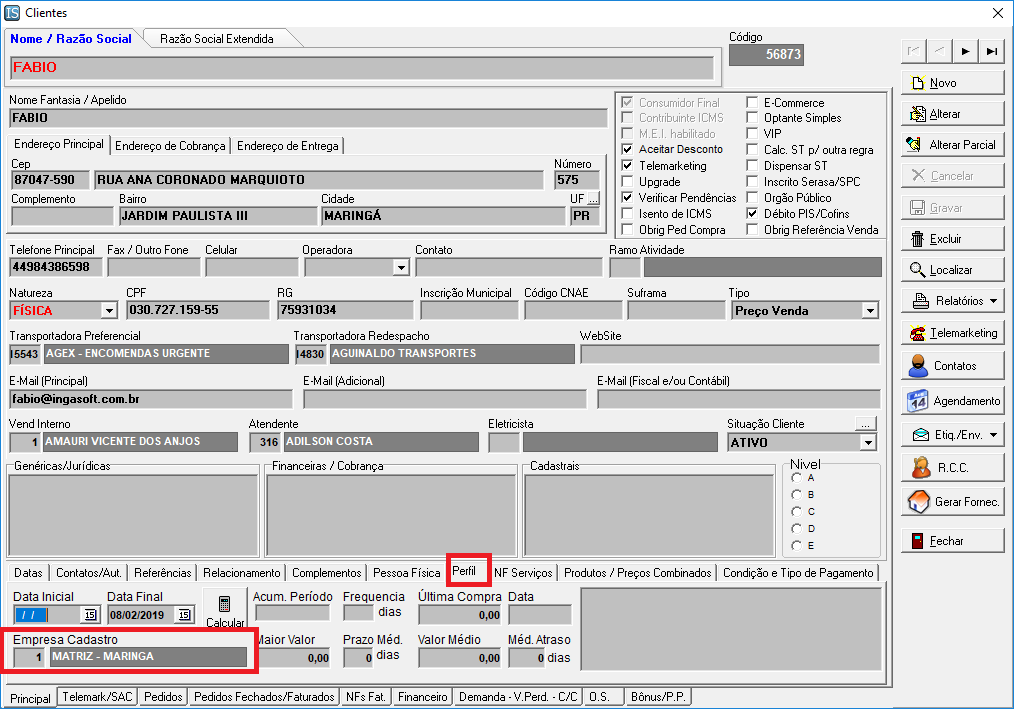 IS Clientes
Nome / Razão Social Razão Social Extendida Código
FABIO 56873
Novo
Nome Fantasia / Apelido
FABIO
Consumidor Final E-Commerce
Contribuinte ICMS Optante Simples
M.E.I. habilitado VIP
Aceitar Desconto Calc. ST p/ outra regra
Telemarketing Dispensar ST
Upgrade Inscrito Serasa/SPC
Verificar Pendências Orgão Público
Isento de ICMS Débito PIS/Cofins
Obrig Ped Compra Obrig Referência Venda
Alterar
Alterar Parcial
Cancelar
Gravar
Excluir
Localizar
Relatórios
Telemarketing
Contatos
Agendamento
Etiq./Env.
R.C.C.
Gerar Fornec.
Fechar
Endereço Principal Endereço de Cobrança Endereço de Entrega
Cep Número
87047-590 RUA ANA CORONADO MARQUIOTO 575
Complemento Bairro Cidade UF ...
JARDIM PAULISTA III MARINGÁ PR
Telefone Principal Fax / Outro Fone Celular Operadora Contato Ramo Atividade
44984386598
Natureza CPF RG Inscrição Municipal Código CNAE Suframa Tipo
FÍSICA 030.727.159-55 75931034 Preço Venda
Transportadora Preferencial Transportadora Redespacho WebSite
I5543 AGEX - ENCOMENDAS URGENTE I4830 AGUINALDO TRANSPORTES
E-Mail (Principal) E-Mail (Adicional) E-Mail (Fiscal e/ou Contábil)
fabio@ingasoft.com.br
Vend Interno Atendente Eletricista Situação Cliente ...
1 AMAURI VICENTE DOS ANJOS 316 ADILSON COSTA ATIVO
Genéricas/Jurídicas Financeiras / Cobrança Cadastrais Nivel
A
B
C
D
E
Datas Contatos/Aut. Referências Relacionamento Complementos Pessoa Física Perfil NF Serviços Produtos / Preços Combinados Condição e Tipo de Pagamento
Data Inicial Data Final Calcular Acum. Período Frequencia Última Compra Data
/ / 15 08/02/2019 15 dias 0,00
Empresa Cadastro Maior Valor Prazo Méd. Valor Médio Méd. Atraso
1 MATRIZ - MARINGA 0,00 0 dias 0,00 0 dias
Principal Telemark/SAC Pedidos Pedidos Fechados/Faturados NFs Fat. Financeiro Demanda - V.Perd. - C/C O.S. Bônus/P.P.